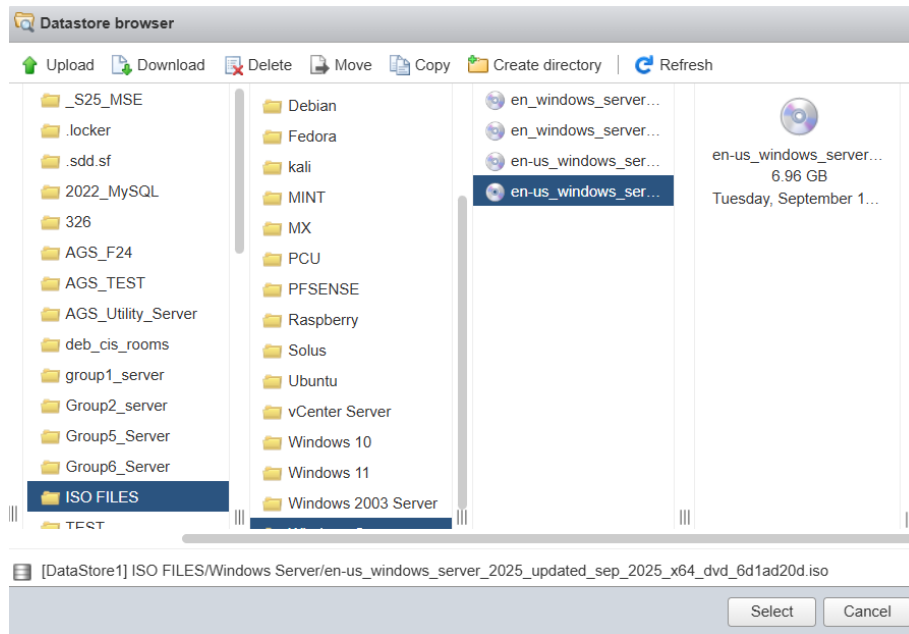 Datastore browser
Upload Download Delete Move Copy Create directory Refresh
_S25_MSE
.locker
.sdd.sf
2022_MySQL
326
AGS_F24
AGS_TEST
AGS_Utility_Server
deb_cis_rooms
group1_server
Group2_server
Group5_Server
Group6_Server
ISO FILES
TEST
Debian
Fedora
kali
MINT
MX
PCU
PFSENSE
Raspberry
Solus
Ubuntu
vCenter Server
Windows 10
Windows 11
Windows 2003 Server
en_windows_server...
en_windows_server...
en-us_windows_ser...
en-us_windows_ser...
en-us_windows_server...
6.96 GB
Tuesday, September 1...
[DataStore1] ISO FILES/Windows Server/en-us_windows_server_2025_updated_sep_2025_x64_dvd_6d1ad20d.iso
Select Cancel